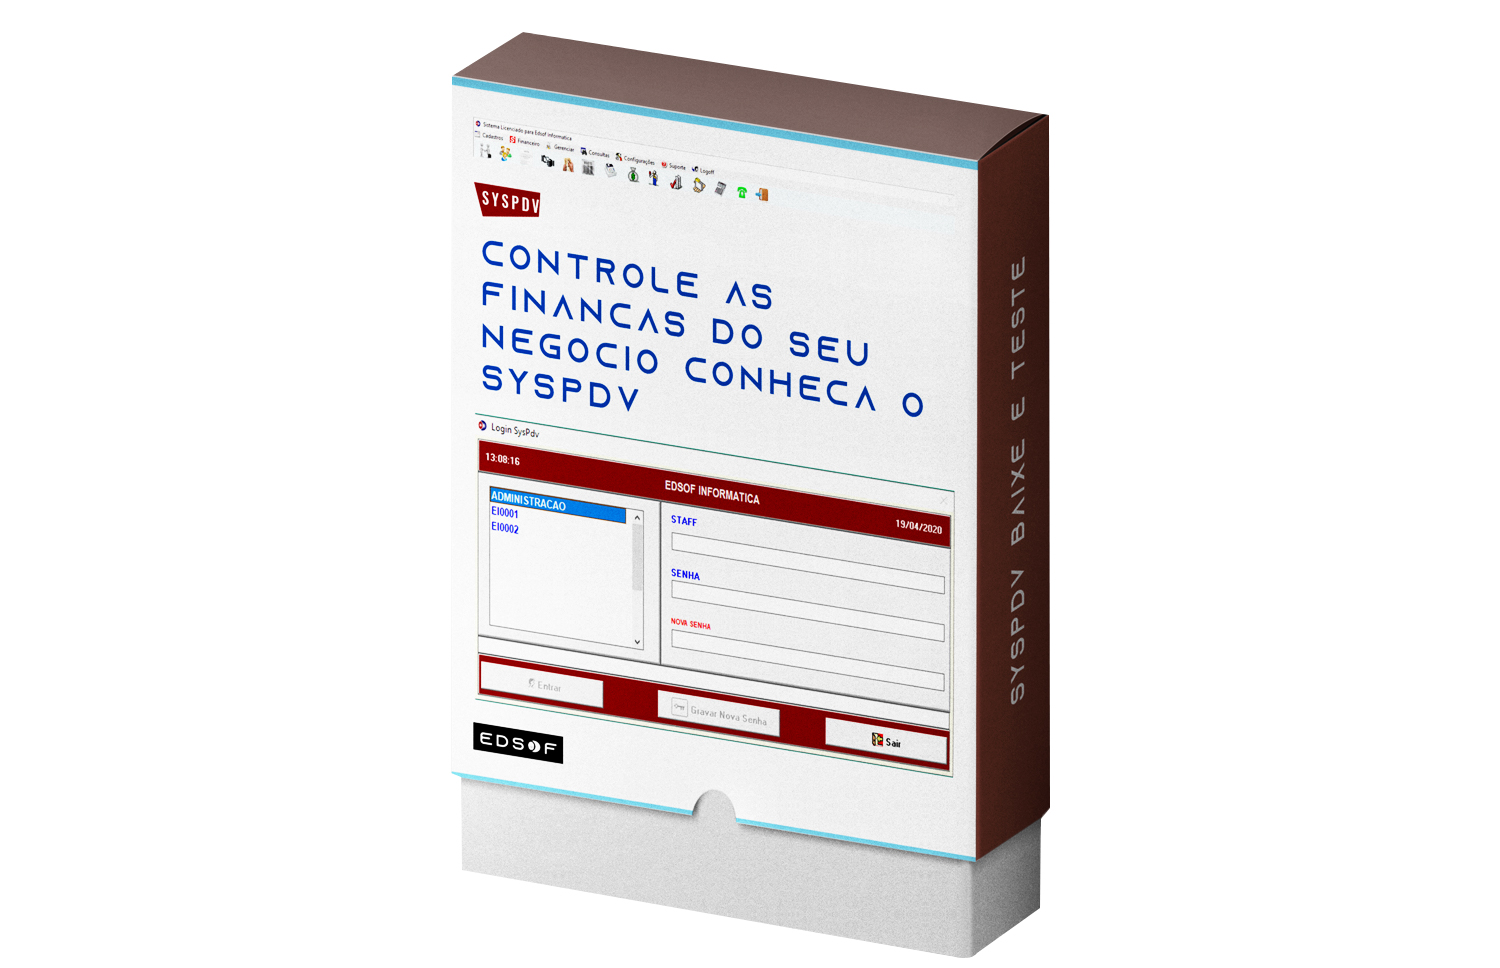 Sistema Licenciado para Edsof Informatica
Cadastros Financeiro Gerenciar Consultas Configurações Suporte Logoff
SYSPDV
CONTROLE AS
FINANCAS DO SEU
NEGOCIO CONHECA O
SYSPDV
Login SysPdv
13:08:16
EDSOF INFORMATICA
19/04/2020
ADMINISTRACAO
EI0001
EI0002
STAFF
SENHA
NOVA SENHA
Entrar
Gravar Nova Senha
Sair
EDSOF
SYSPDV BAIXE E TESTE